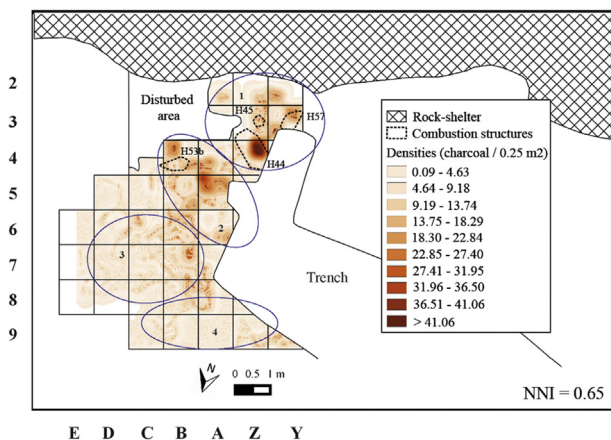 2
3
4
5
6
7
8
9
E D C B A Z Y
Disturbed
area
1
H45
H57
H53b
H44
2
3
4
Trench
Rock-shelter
Combustion structures
Densities (charcoal / 0.25 m2)
0.09 - 4.63
4.64 - 9.18
9.19 - 13.74
13.75 - 18.29
18.30 - 22.84
22.85 - 27.40
27.41 - 31.95
31.96 - 36.50
36.51 - 41.06
> 41.06
N
0 0.5 1 m
NNI = 0.65